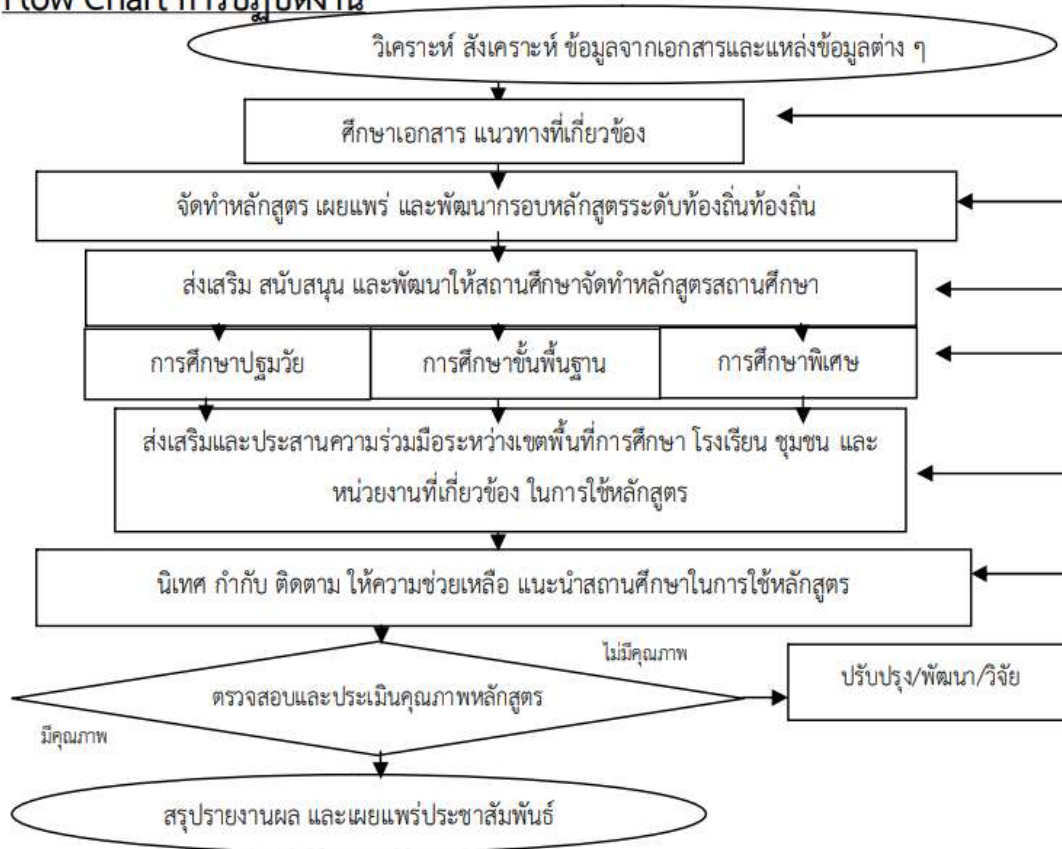 Flow Chart การปฏิบัติงาน
วิเคราะห์ สังเคราะห์ ข้อมูลจากเอกสารและแหล่งข้อมูลต่าง ๆ
ศึกษาเอกสาร แนวทางที่เกี่ยวข้อง
จัดทำหลักสูตร เผยแพร่ และพัฒนากรอบหลักสูตรระดับท้องถิ่นท้องถิ่น
ส่งเสริม สนับสนุน และพัฒนาให้สถานศึกษาจัดทำหลักสูตรสถานศึกษา
การศึกษาปฐมวัย
การศึกษาขั้นพื้นฐาน
การศึกษาพิเศษ
ส่งเสริมและประสานความร่วมมือระหว่างเขตพื้นที่การศึกษา โรงเรียน ชุมชน และ
หน่วยงานที่เกี่ยวข้อง ในการใช้หลักสูตร
นิเทศ กำกับ ติดตาม ให้ความช่วยเหลือ แนะนำสถานศึกษาในการใช้หลักสูตร
ไม่มีคุณภาพ
ปรับปรุง/พัฒนา/วิจัย
ตรวจสอบและประเมินคุณภาพหลักสูตร
มีคุณภาพ
สรุปรายงานผล และเผยแพร่ประชาสัมพันธ์